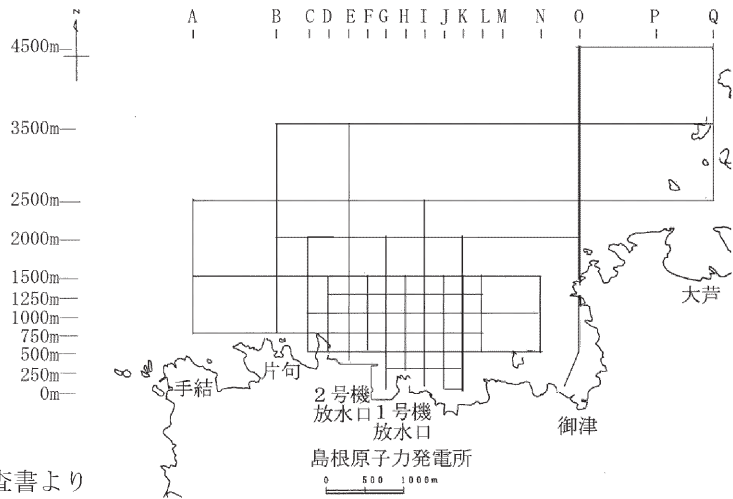 z
A B C D E F G H I J K L M N O P Q
4500m
3500m
2500m
2000m
1500m
1250m
1000m
750m
500m
250m
0m
大芦
片句
手結
2号機
放水口
1号機
放水口
御津
島根原子力発電所
0 500 1000m
査書より